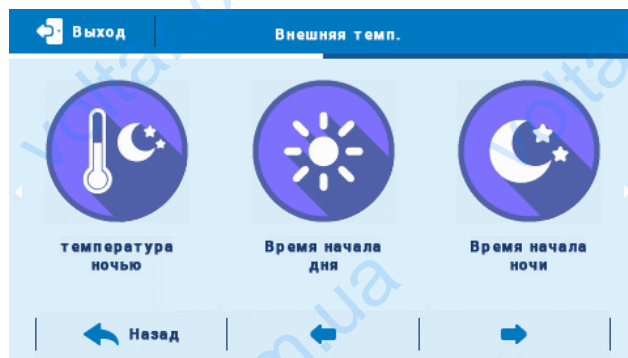 Выход
Внешняя темп.
температура
ночью
Время начала
дня
Время начала
ночи
Назад